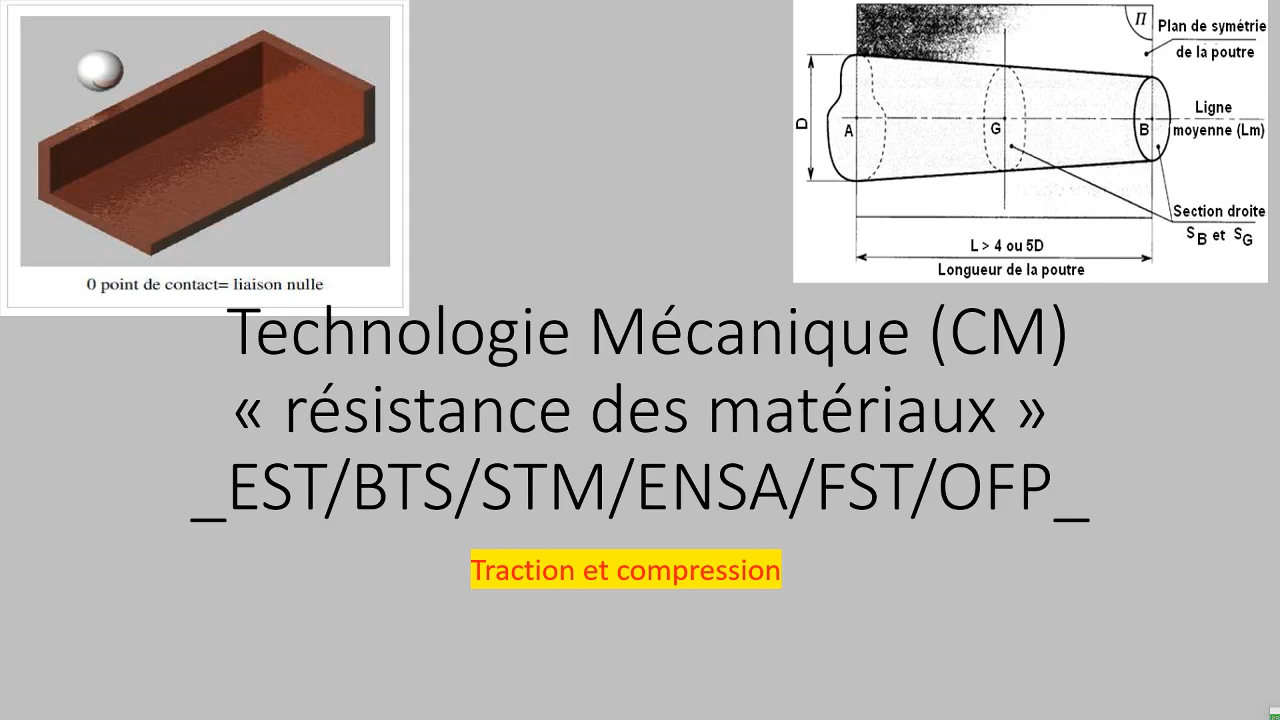 0 point de contact= liaison nulle
Π
Plan de symétrie
de la poutre
D
A
G
B
Ligne
moyenne (Lm)
Section droite
SB et SG
L > 4 ou 5D
Longueur de la poutre
Technologie Mécanique (CM)
« résistance des matériaux »
_EST/BTS/STM/ENSA/FST/OFP_
Traction et compression